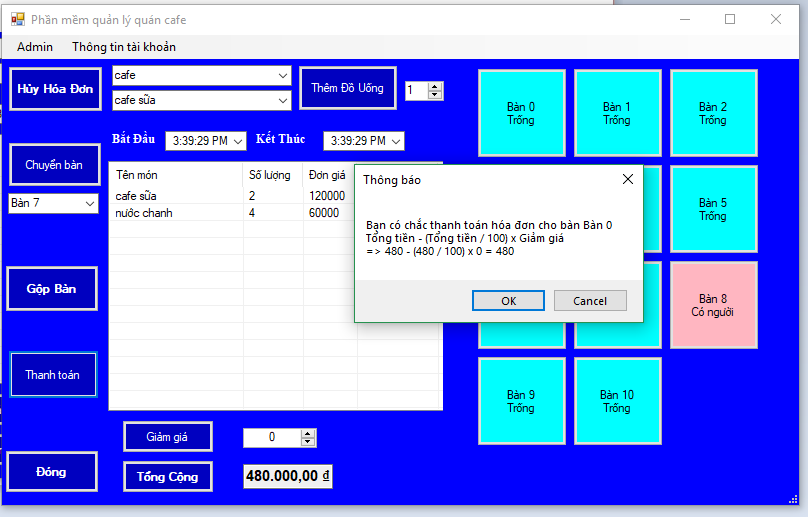 Phần mềm quản lý quán cafe
Admin Thông tin tài khoản
Hủy Hóa Đơn
cafe
cafe sữa
Thêm Đồ Uống
1
Bắt Đầu
3:39:29 PM
Kết Thúc
3:39:29 PM
Chuyển bàn
Bàn 7
Gộp Bàn
Thanh toán
Đóng
Tên món Số lượng Đơn giá
cafe sữa 2 120000
nước chanh 4 60000
Giảm giá
0
Tổng Cộng
480.000,00 ₫
Thông báo
Bạn có chắc thanh toán hóa đơn cho bàn Bàn 0
Tổng tiền - (Tổng tiền / 100) x Giảm giá
=> 480 - (480 / 100) x 0 = 480
OK
Cancel
Bàn 0
Trống
Bàn 1
Trống
Bàn 2
Trống
Bàn 5
Trống
Bàn 8
Có người
Bàn 9
Trống
Bàn 10
Trống